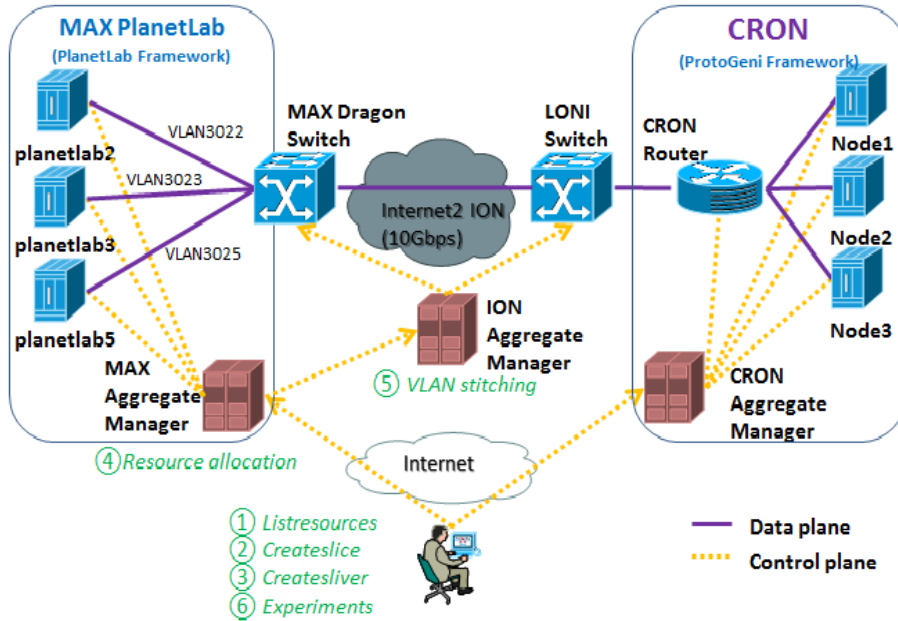 MAX PlanetLab
(PlanetLab Framework)
CRON
(ProtoGeni Framework)
planetlab2
planetlab3
planetlab5
VLAN3022
VLAN3023
VLAN3025
MAX Dragon
Switch
LONI
Switch
CRON
Router
Internet2 ION
(10Gbps)
Node1
Node2
Node3
MAX
Aggregate
Manager
ION
Aggregate
Manager
CRON
Aggregate
Manager
⑤ VLAN stitching
④ Resource allocation
Internet
① Listresources
② Createslice
③ Createsliver
⑥ Experiments
Data plane
Control plane